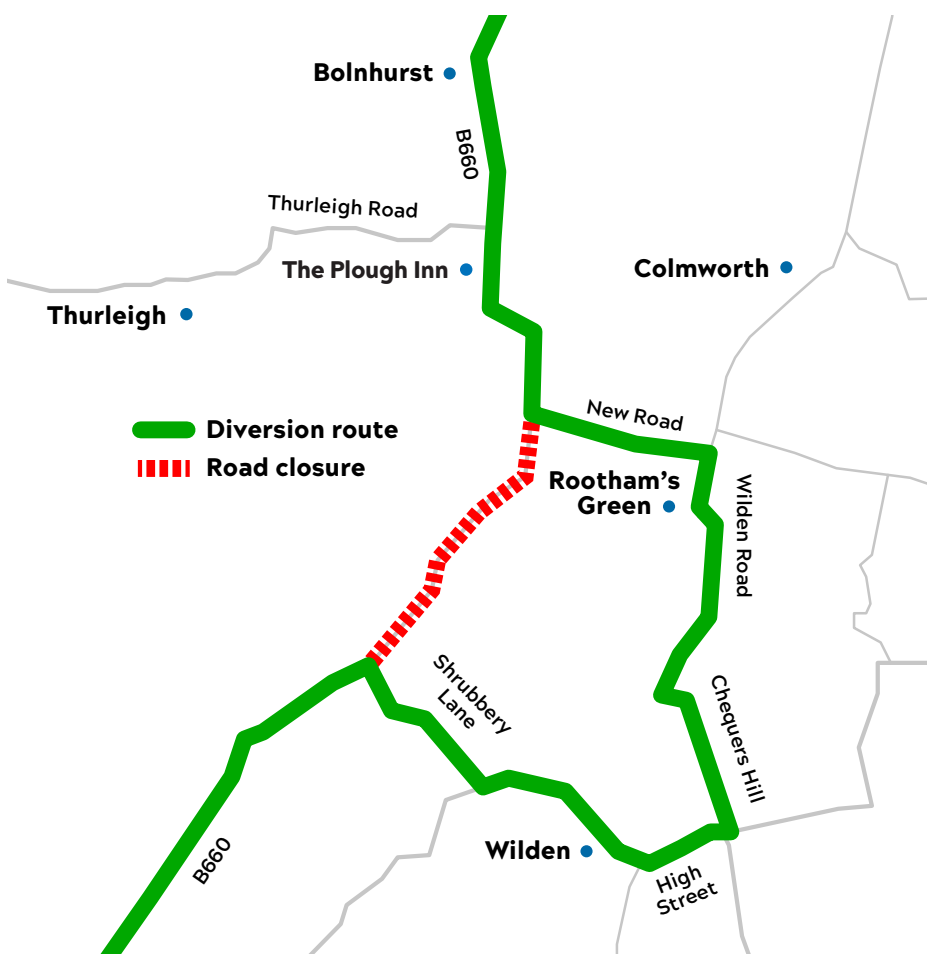 Bolnhurst
B660
Thurleigh Road
The Plough Inn
Colmworth
Thurleigh
New Road
Diversion route
Road closure
Rootham's
Green
Wilden Road
Shrubbery
Lane
Chequers Hill
B660
Wilden
High
Street